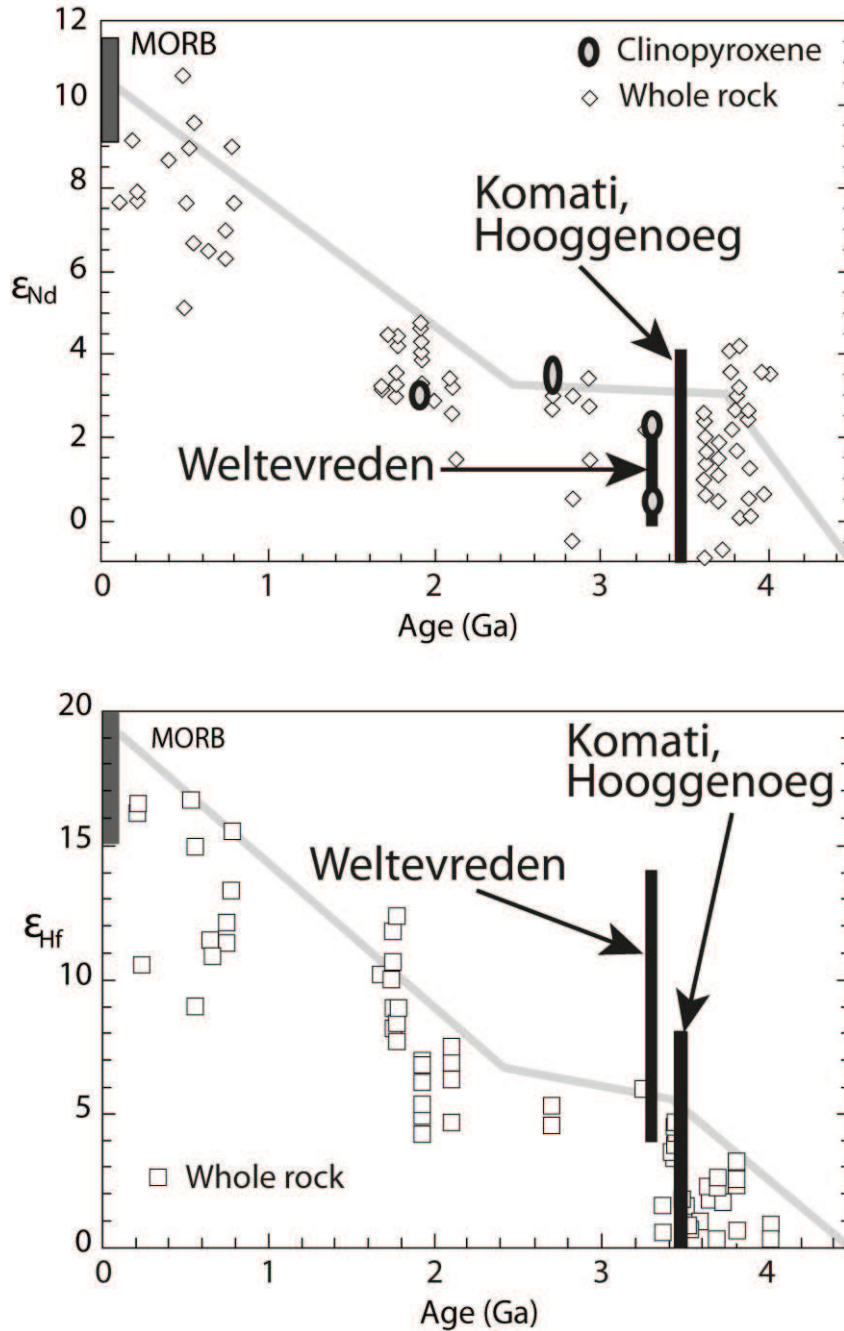 12
10
8
6
4
2
0
εNd
MORB
Clinopyroxene
Whole rock
Komati,
Hooggenoeg
Weltevreden
0 1 2 3 4
Age (Ga)
20
15
10
5
0
εHf
MORB
Komati,
Hooggenoeg
Weltevreden
Whole rock
0 1 2 3 4
Age (Ga)